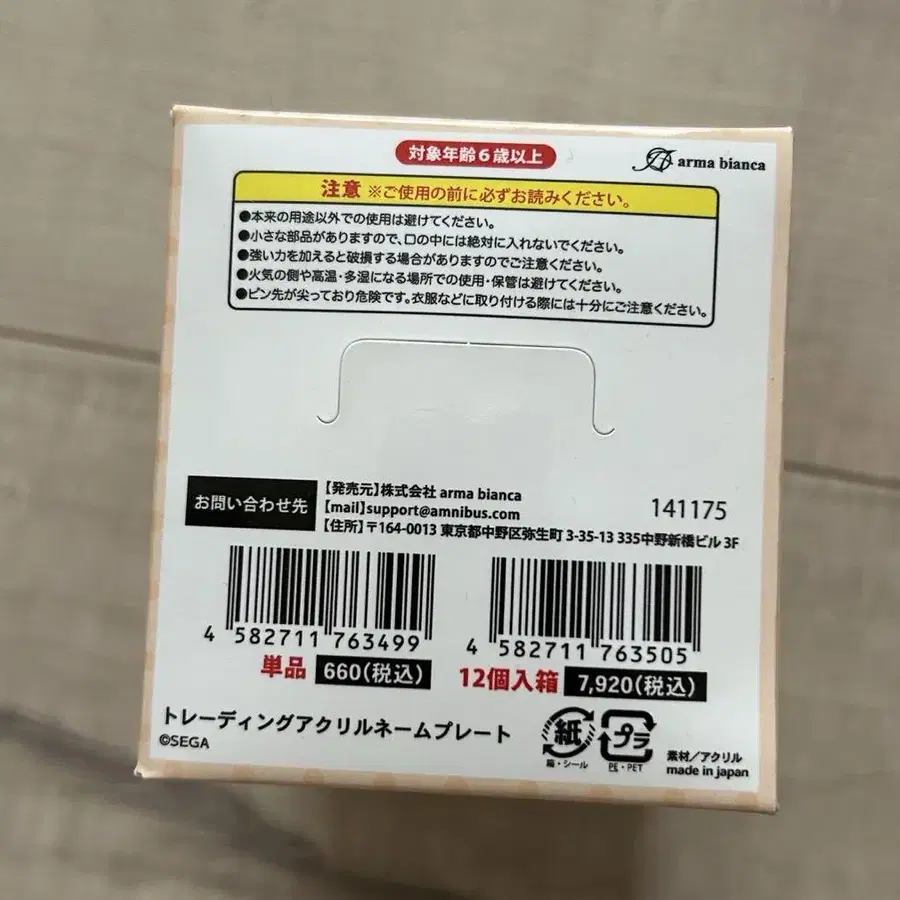 対象年齢6歳以上
arma bianca
注意 ※ご使用の前に必ずお読みください。
●本来の用途以外での使用は避けてください。
●小さな部品がありますので、口の中には絶対に入れないでください。
●強い力を加えると破損する場合がありますのでご注意ください。
●火気の側や高温・多湿になる場所での使用・保管は避けてください。
●ピン先が尖っており危険です。衣服などに取り付ける際には十分にご注意ください。
お問い合わせ先
【発売元】株式会社 arma bianca
【mail】support@amnibus.com
【住所】〒164-0013 東京都中野区弥生町 3-35-13 335中野新橋ビル 3F
141175
4 582711 763499
4 582711 763505
単品 660(税込)
12個入箱 7,920(税込)
トレーディングアクリルネームプレート
©SEGA
紙
箱・シール
プラ
PE・PET
素材/アクリル
made in japan